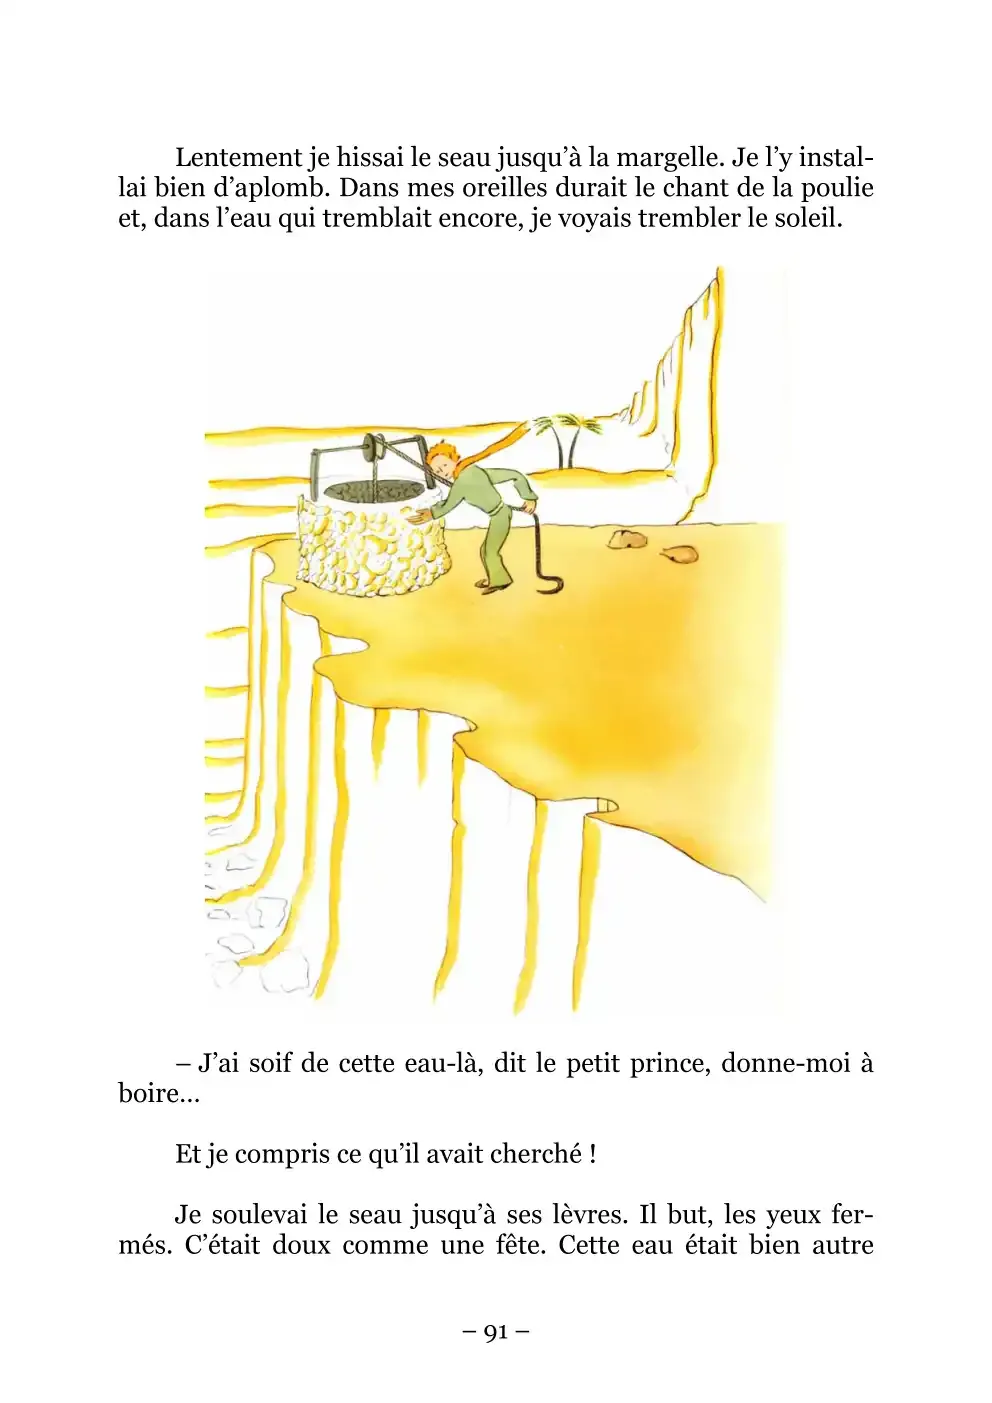 Lentement je hissai le seau jusqu’à la margelle. Je l’y instal-
lai bien d’aplomb. Dans mes oreilles durait le chant de la poulie
et, dans l’eau qui tremblait encore, je voyais trembler le soleil.
– J’ai soif de cette eau-là, dit le petit prince, donne-moi à
boire…
Et je compris ce qu’il avait cherché !
Je soulevai le seau jusqu’à ses lèvres. Il but, les yeux fer-
més. C’était doux comme une fête. Cette eau était bien autre
– 91 –